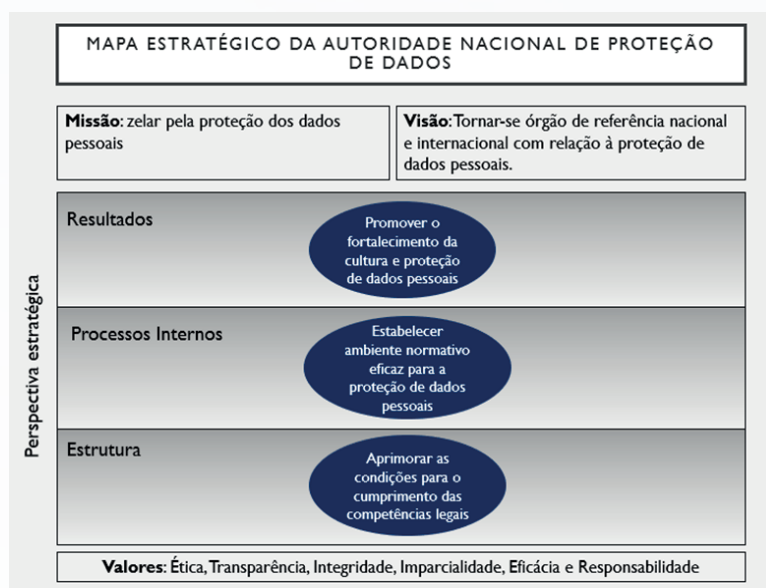 MAPA ESTRATÉGICO DA AUTORIDADE NACIONAL DE PROTEÇÃO
DE DADOS
Missão: zelar pela proteção dos dados
pessoais
Visão:Tornar-se órgão de referência nacional
e internacional com relação à proteção de
dados pessoais.
Perspectiva estratégica
Resultados
Promover o
fortalecimento da
cultura e proteção
de dados pessoais
Processos Internos
Estabelecer
ambiente normativo
eficaz para a
proteção de dados
pessoais
Estrutura
Aprimorar as
condições para o
cumprimento das
competências legais
Valores: Ética, Transparência, Integridade, Imparcialidade, Eficácia e Responsabilidade